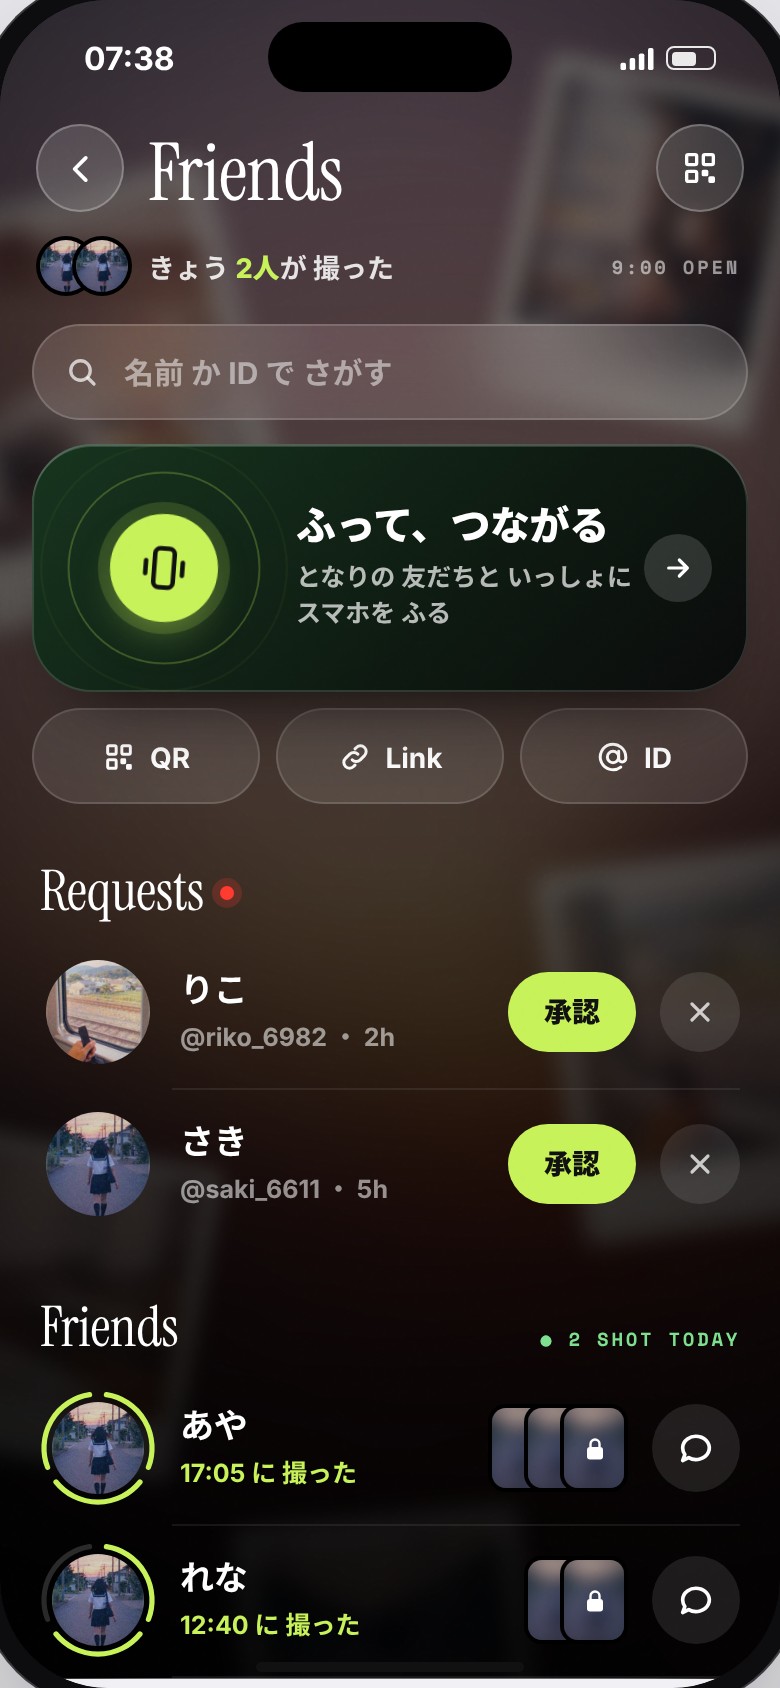 07:38
Friends
きょう 2人が 撮った
9:00 OPEN
名前 か ID で さがす
ふって、つながる
となりの 友だちと いっしょに
スマホを ふる
QR
Link
@ ID
Requests
りこ
@riko_6982 • 2h
承認
さき
@saki_6611 • 5h
承認
Friends
● 2 SHOT TODAY
あや
17:05 に 撮った
れな
12:40 に 撮った